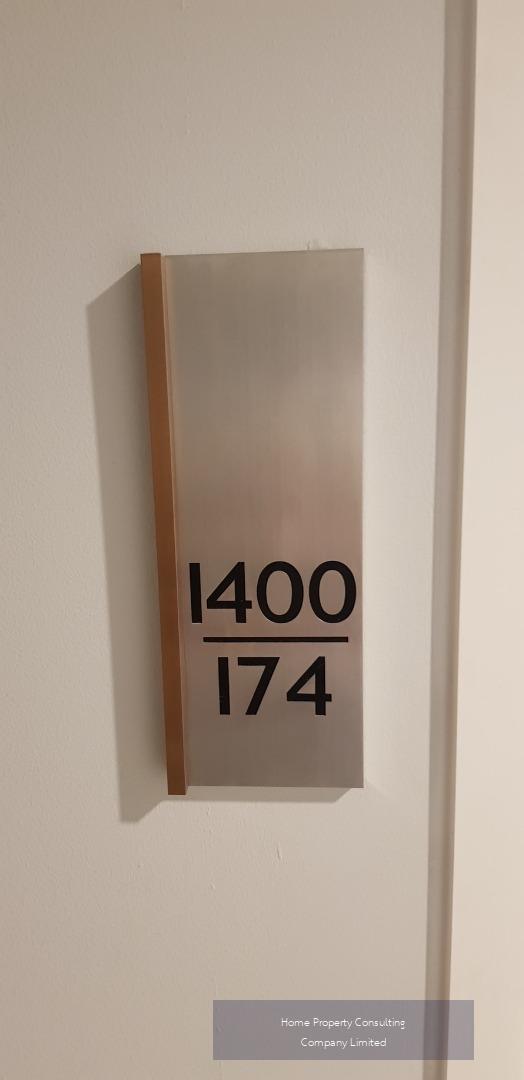 1400
174
Home Property Consulting
Company Limited